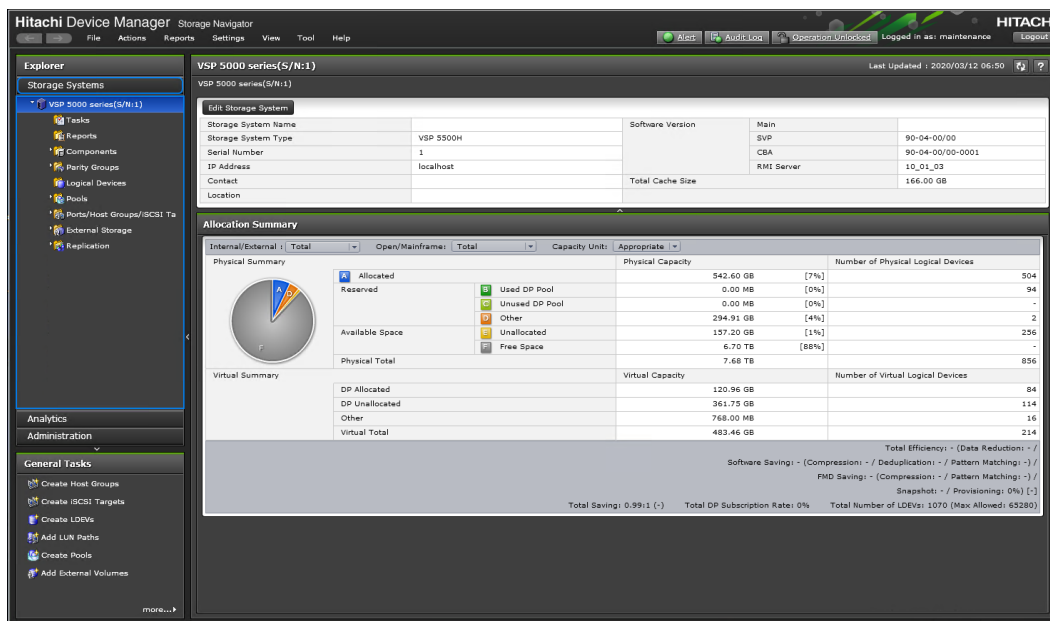 Hitachi Device Manager Storage Navigator HITACH
File Actions Reports Settings View Tool Help Alert Audit Log Operation Unlocked Logged in as: maintenance Logout
Explorer
Storage Systems
VSP 5000 series(S/N:1)
Tasks
Reports
Components
Parity Groups
Logical Devices
Pools
Ports/Host Groups/iSCSI Ta
External Storage
Replication
Analytics
Administration
General Tasks
Create Host Groups
Create iSCSI Targets
Create LDEVs
Add LUN Paths
Create Pools
Add External Volumes
more...
VSP 5000 series(S/N:1) Last Updated : 2020/03/12 06:50 ?
VSP 5000 series(S/N:1)
Edit Storage System
Storage System Name Software Version Main
Storage System Type VSP 5500H SVP 90-04-00/00
Serial Number 1 CBA 90-04-00/00-0001
IP Address localhost RMI Server 10_01_03
Contact Total Cache Size 166.00 GB
Location
Allocation Summary
Internal/External : Total Open/Mainframe: Total Capacity Unit: Appropriate
Physical Summary Physical Capacity Number of Physical Logical Devices
A Allocated 542.60 GB [7%] 504
Reserved B Used DP Pool 0.00 MB [0%] 94
C Unused DP Pool 0.00 MB [0%] -
D Other 294.91 GB [4%] 2
Available Space E Unallocated 157.20 GB [1%] 256
F Free Space 6.70 TB [88%] -
Physical Total 7.68 TB 856
A D F
Virtual Summary Virtual Capacity Number of Virtual Logical Devices
DP Allocated 120.96 GB 84
DP Unallocated 361.75 GB 114
Other 768.00 MB 16
Virtual Total 483.46 GB 214
Total Efficiency: - (Data Reduction: - /
Software Saving: - (Compression: - / Deduplication: - / Pattern Matching: -) /
FMD Saving: - (Compression: - / Pattern Matching: -) /
Snapshot: - / Provisioning: 0%) [-]
Total Saving: 0.99:1 (-) Total DP Subscription Rate: 0% Total Number of LDEVs: 1070 (Max Allowed: 65280)